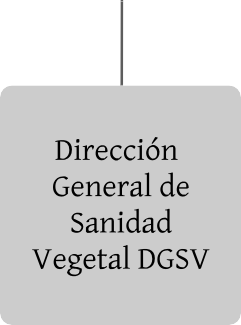 Dirección
General de
Sanidad
Vegetal DGSV